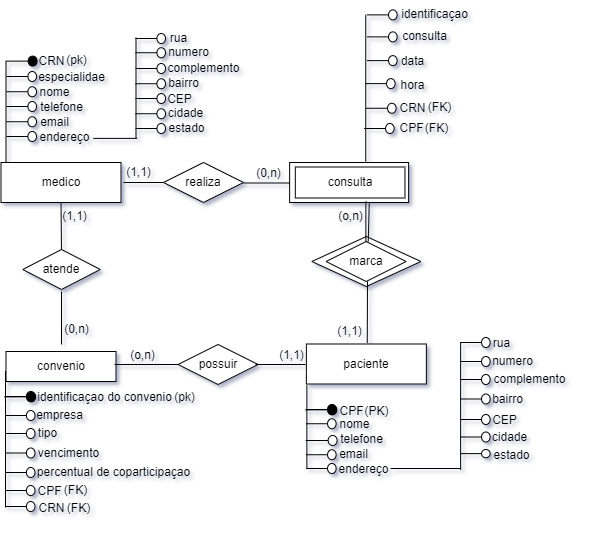 identificaçao
consulta
data
hora
CRN (FK)
CPF(FK)
CRN (pk)
especialidae
nome
telefone
email
endereço
rua
numero
complemento
bairro
CEP
cidade
estado
medico
(1,1)
realiza
(0,n)
consulta
(1,1)
(o,n)
atende
marca
(0,n)
(1,1)
convenio
(o,n)
possuir
(1,1)
paciente
identificaçao do convenio (pk)
empresa
tipo
vencimento
percentual de coparticipaçao
CPF (FK)
CRN (FK)
CPF (PK)
nome
telefone
email
endereço
rua
numero
complemento
bairro
CEP
cidade
estado